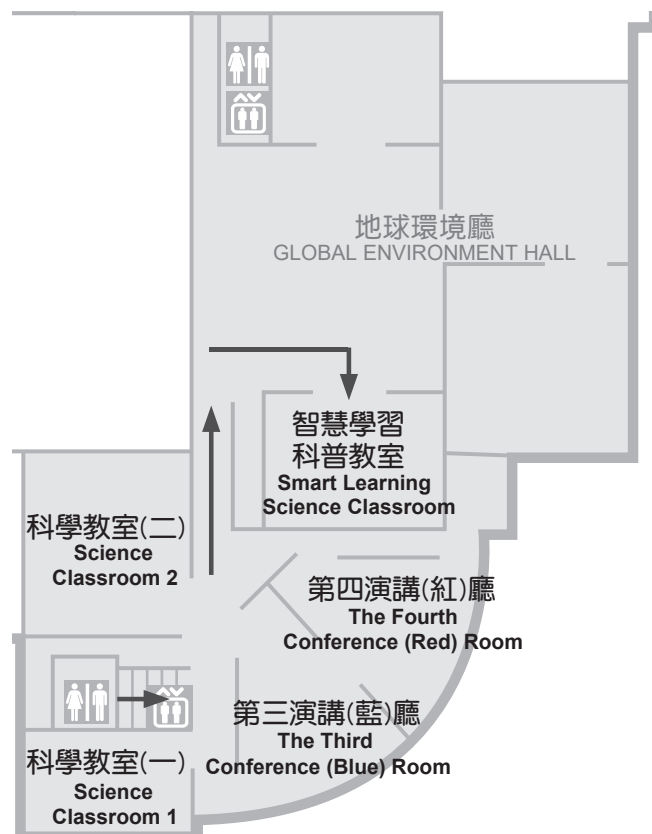 地球環境廳
GLOBAL ENVIRONMENT HALL
智慧學習
科普教室
Smart Learning
Science Classroom
科學教室(二)
Science
Classroom 2
第四演講(紅)廳
The Fourth
Conference (Red) Room
第三演講(藍)廳
The Third
Conference (Blue) Room
科學教室(一)
Science
Classroom 1